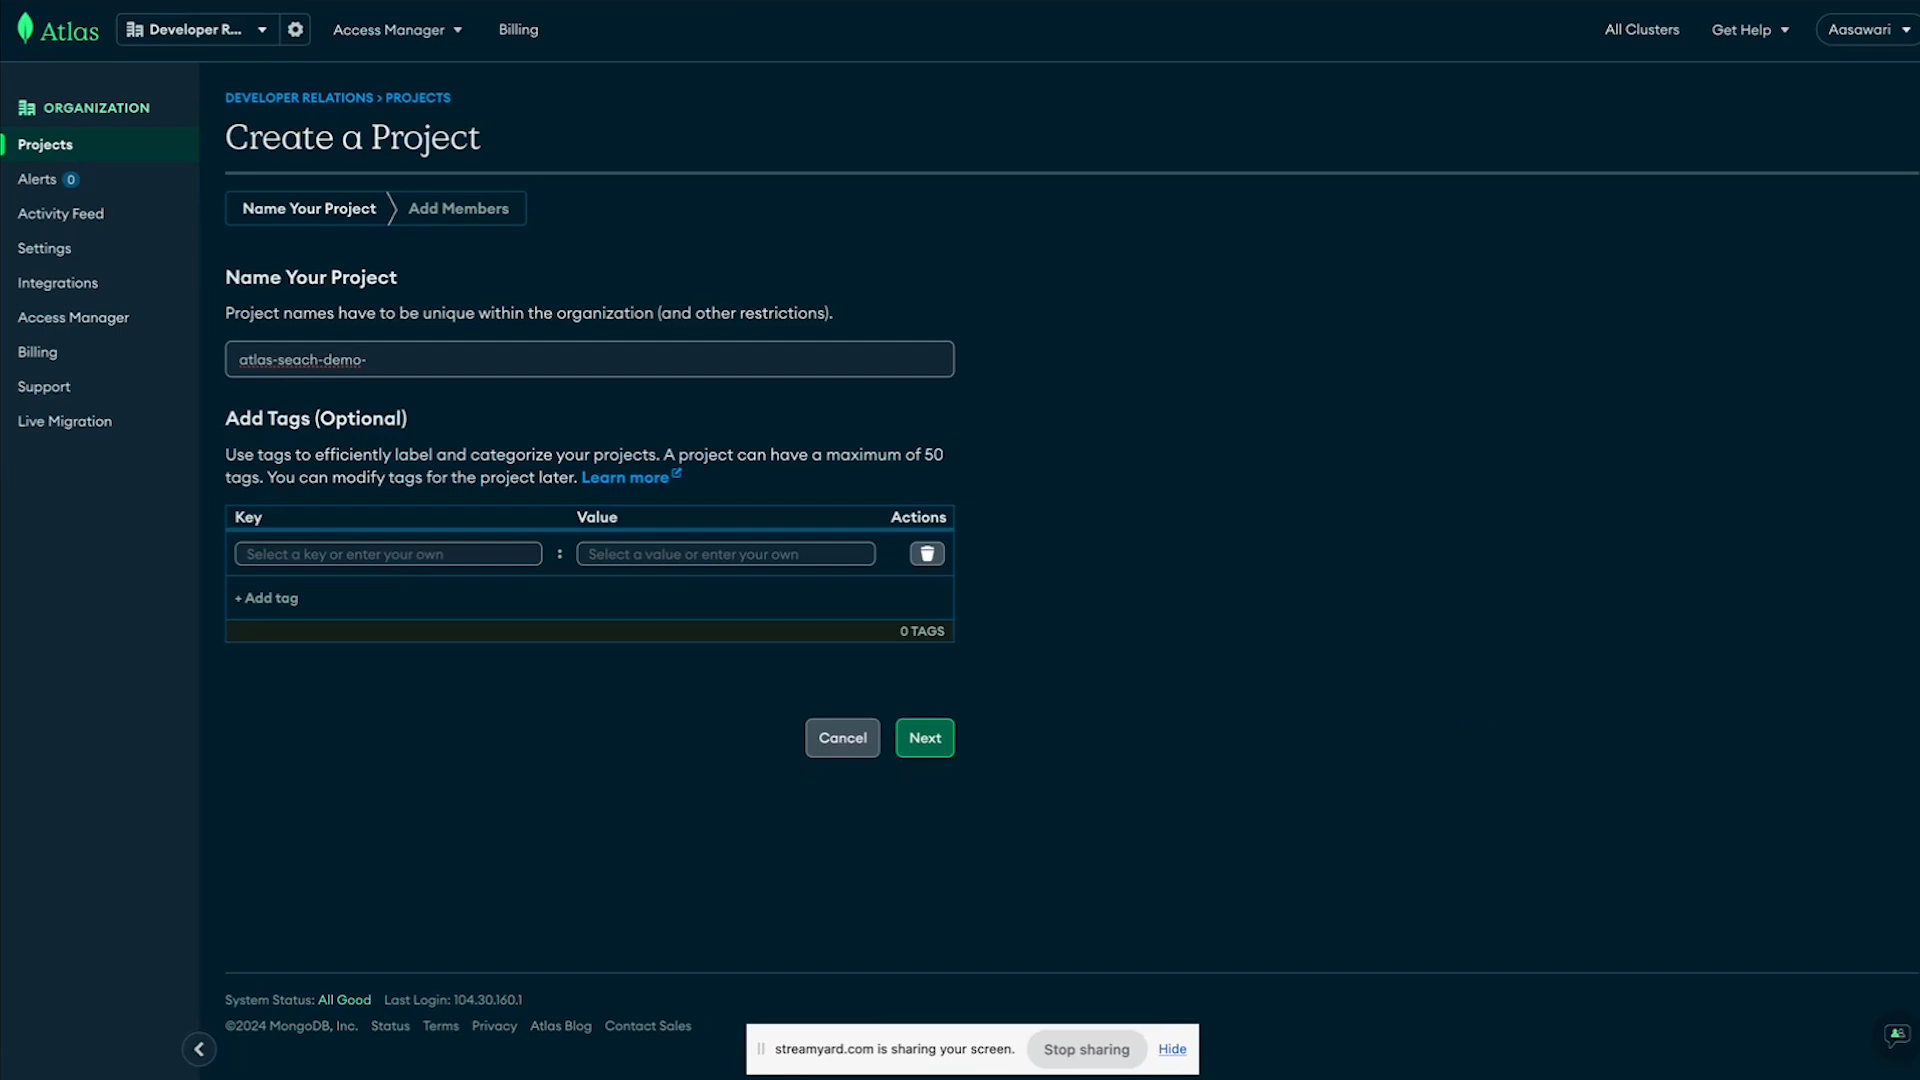 Atlas
Developer R...
Access Manager
Billing
All Clusters
Get Help
Aasawari
ORGANIZATION
Projects
Alerts 0
Activity Feed
Settings
Integrations
Access Manager
Billing
Support
Live Migration
DEVELOPER RELATIONS > PROJECTS
Create a Project
Name Your Project
Add Members
Name Your Project
Project names have to be unique within the organization (and other restrictions).
atlas-seach-demo-
Add Tags (Optional)
Use tags to efficiently label and categorize your projects. A project can have a maximum of 50
tags. You can modify tags for the project later. Learn more
Key Value Actions
Select a key or enter your own : Select a value or enter your own
+ Add tag
0 TAGS
Cancel
Next
System Status: All Good Last Login: 104.30.160.1
©2024 MongoDB, Inc. Status Terms Privacy Atlas Blog Contact Sales
streamyard.com is sharing your screen. Stop sharing Hide